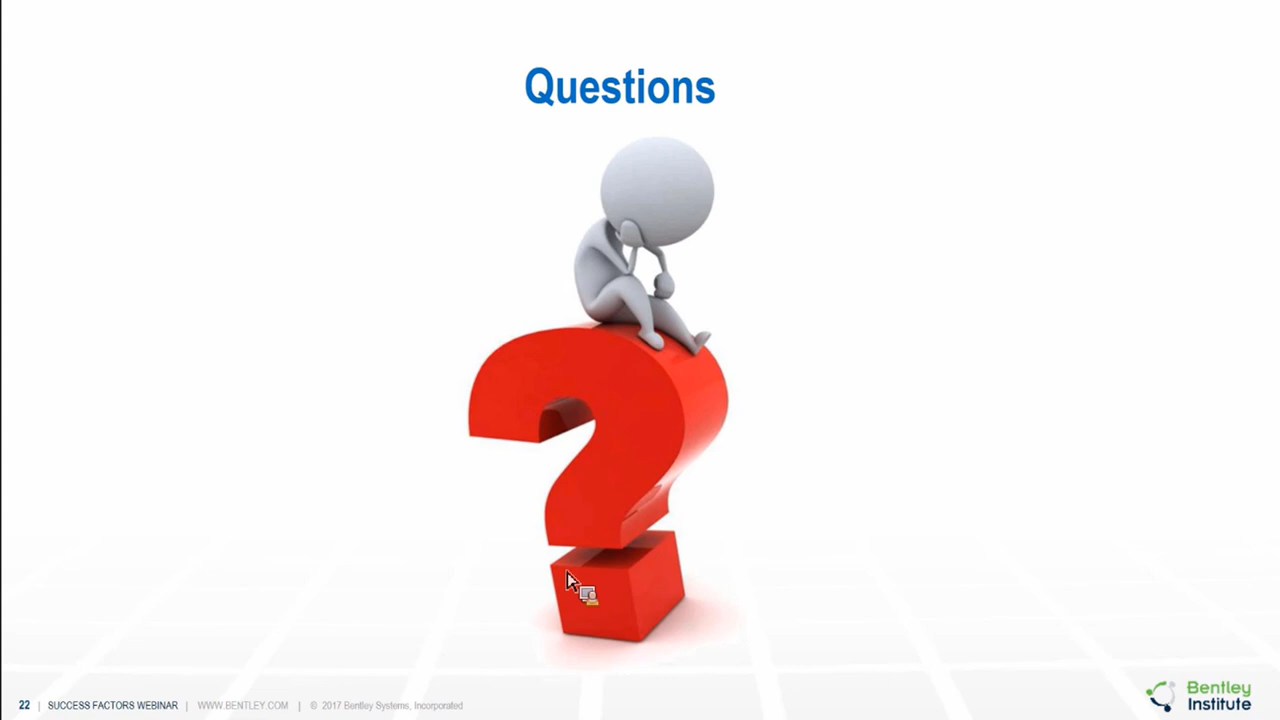 Questions
22 | SUCCESS FACTORS WEBINAR | WWW.BENTLEY.COM | © 2017 Bentley Systems, Incorporated
Bentley
Institute